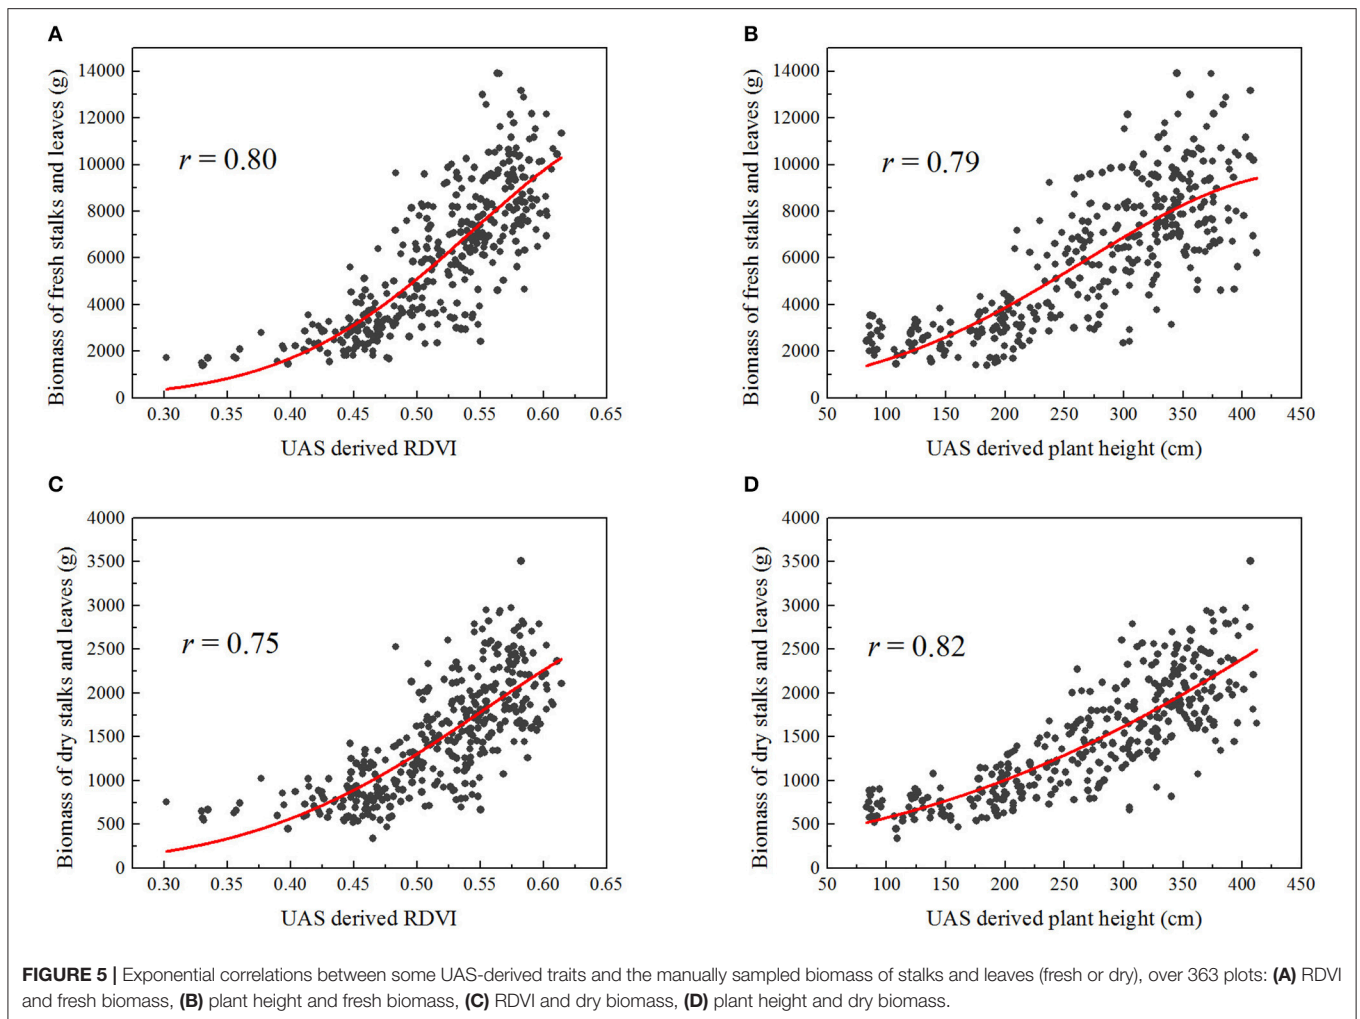 A
Biomass of fresh stalks and leaves (g)
14000
12000
10000
8000
6000
4000
2000
0
r = 0.80
0.30 0.35 0.40 0.45 0.50 0.55 0.60 0.65
UAS derived RDVI
B
Biomass of fresh stalks and leaves (g)
14000
12000
10000
8000
6000
4000
2000
0
r = 0.79
50 100 150 200 250 300 350 400 450
UAS derived plant height (cm)
C
Biomass of dry stalks and leaves (g)
4000
3500
3000
2500
2000
1500
1000
500
0
r = 0.75
0.30 0.35 0.40 0.45 0.50 0.55 0.60 0.65
UAS derived RDVI
D
Biomass of dry stalks and leaves (g)
4000
3500
3000
2500
2000
1500
1000
500
0
r = 0.82
50 100 150 200 250 300 350 400 450
UAS derived plant height (cm)
FIGURE 5 | Exponential correlations between some UAS-derived traits and the manually sampled biomass of stalks and leaves (fresh or dry), over 363 plots: (A) RDVI
and fresh biomass, (B) plant height and fresh biomass, (C) RDVI and dry biomass, (D) plant height and dry biomass.